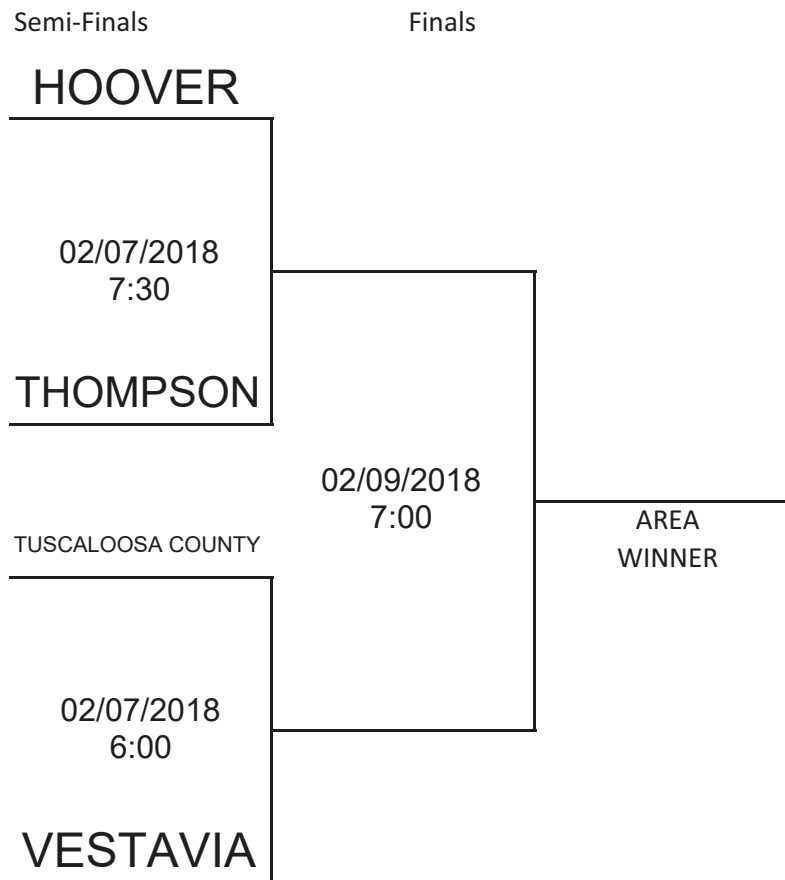 Semi-Finals
Finals
HOOVER
02/07/2018
7:30
THOMPSON
02/09/2018
7:00
AREA
WINNER
TUSCALOOSA COUNTY
02/07/2018
6:00
VESTAVIA